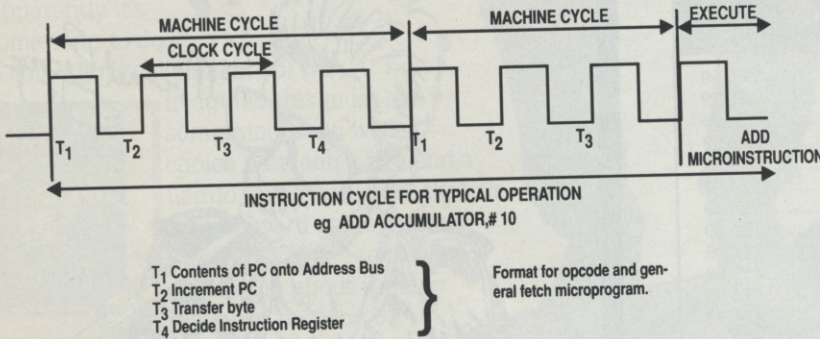 MACHINE CYCLE
MACHINE CYCLE
EXECUTE
CLOCK CYCLE
T1
T2
T3
T4
T1
T2
T3
ADD
MICROINSTRUCTION
INSTRUCTION CYCLE FOR TYPICAL OPERATION
eg ADD ACCUMULATOR,# 10
T1 Contents of PC onto Address Bus
T2 Increment PC
T3 Transfer byte
T4 Decide Instruction Register
Format for opcode and gen-
eral fetch microprogram.